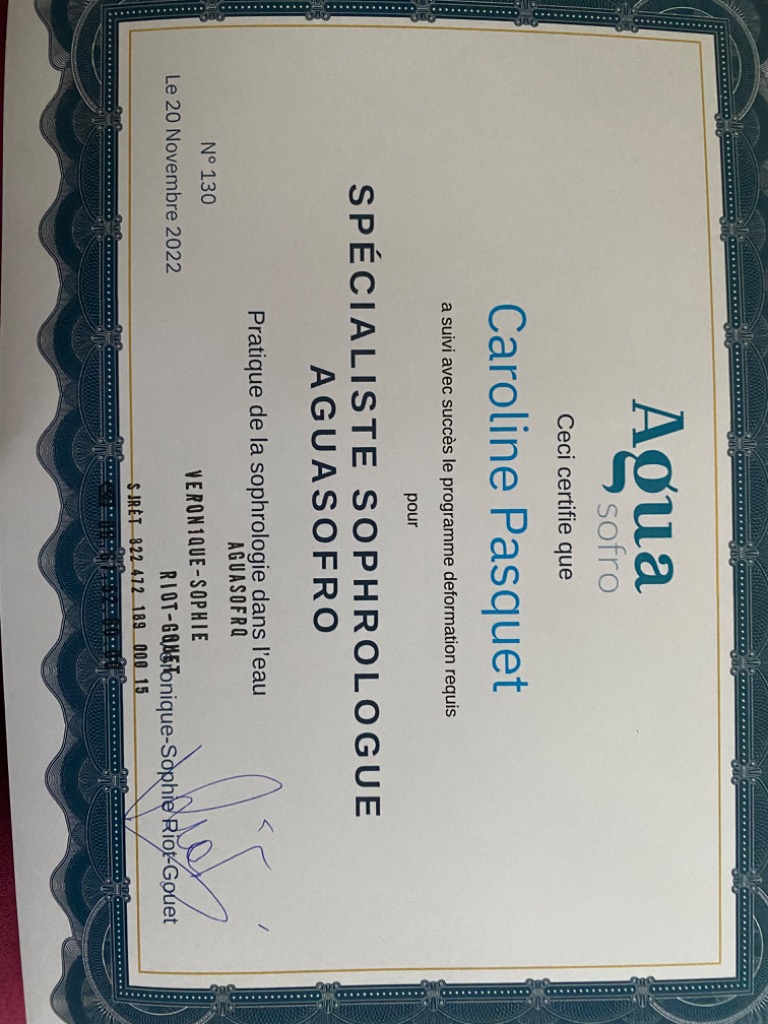 Agua
sofro
Ceci certifie que
Caroline Pasquet
a suivi avec succès le programme deformation requis
pour
SPÉCIALISTE SOPHROLOGUE
AGUASOFRO
Pratique de la sophrologie dans l'eau
AGUASOFRO
N° 130
VERONIQUE-SOPHIE
RIOT-GOUET
Le 20 Novembre 2022
Véronique-Sophie Riot-Gouet
SIRET 822 472 189 000 15